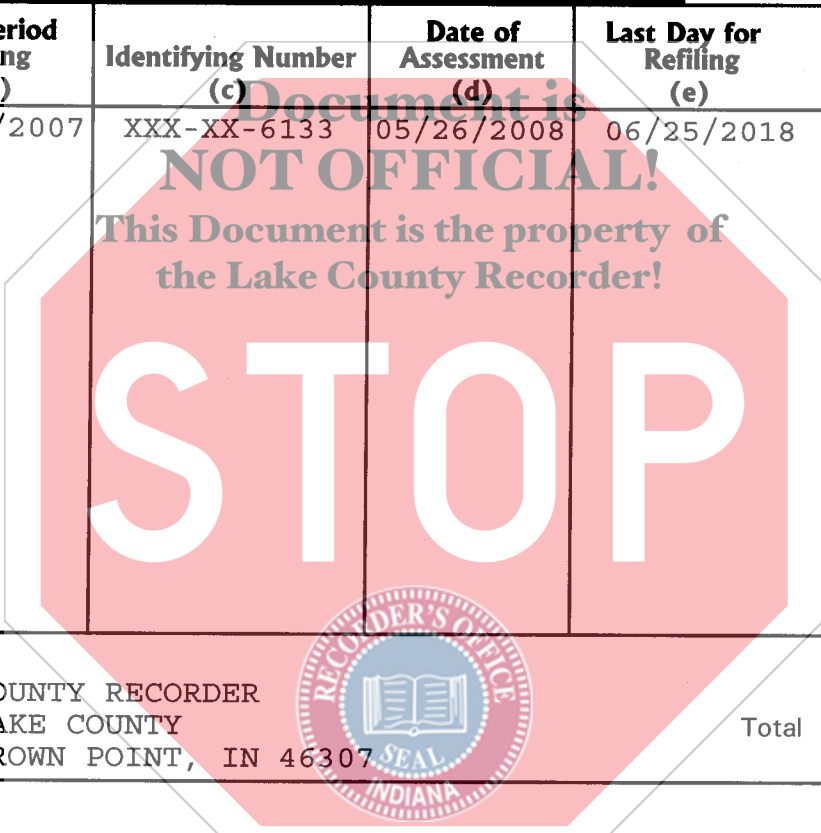 eriod
ng
)
Identifying Number
(c)
Date of
Assessment
(d)
Last Day for
Refiling
(e)
/2007 XXX-XX-6133 05/26/2008 06/25/2018
Document is
NOT OFFICIAL!
This Document is the property of
the Lake County Recorder!
STOP
OUNTY RECORDER
AKE COUNTY
ROWN POINT, IN 46307
Total
RECORDER'S OFFICE
SEAL
INDIANA